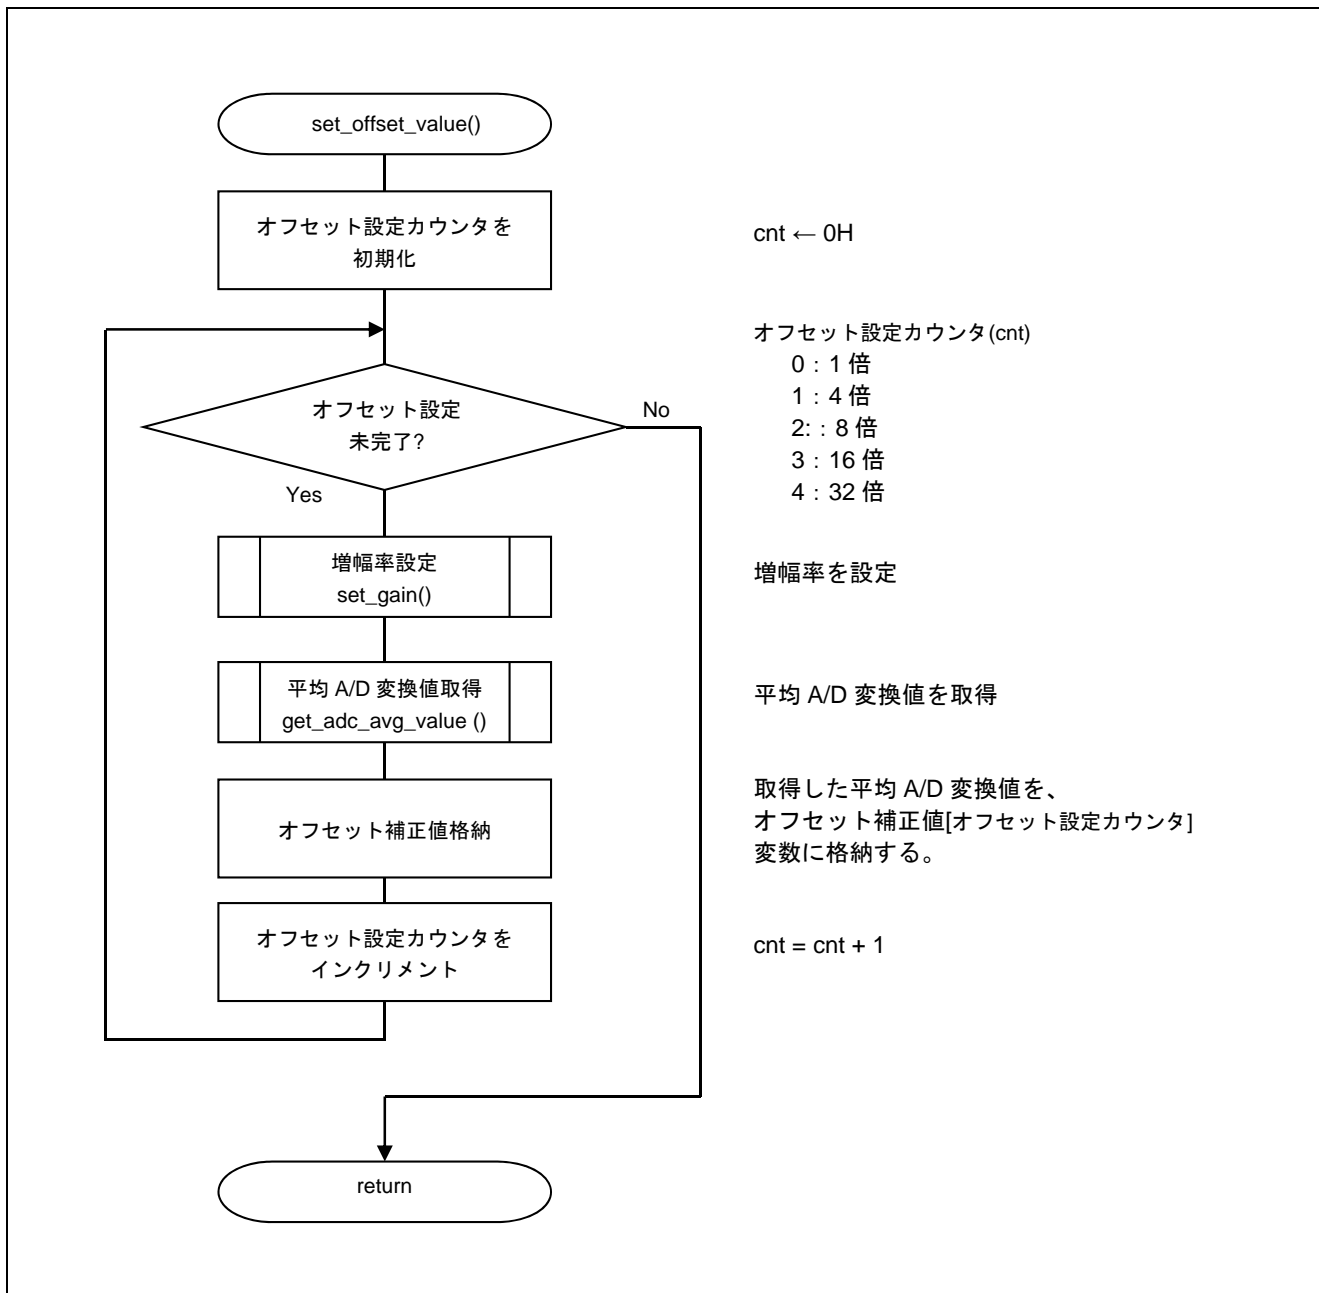 set_offset_value()
オフセット設定カウンタを
初期化
cnt ← 0H
オフセット設定カウンタ(cnt)
0：1 倍
1：4 倍
2:：8 倍
3：16 倍
4：32 倍
オフセット設定
未完了?
No
Yes
増幅率設定
set_gain()
増幅率を設定
平均 A/D 変換値取得
get_adc_avg_value ()
平均 A/D 変換値を取得
オフセット補正値格納
取得した平均 A/D 変換値を、
オフセット補正値[オフセット設定カウンタ]
変数に格納する。
オフセット設定カウンタを
インクリメント
cnt = cnt + 1
return